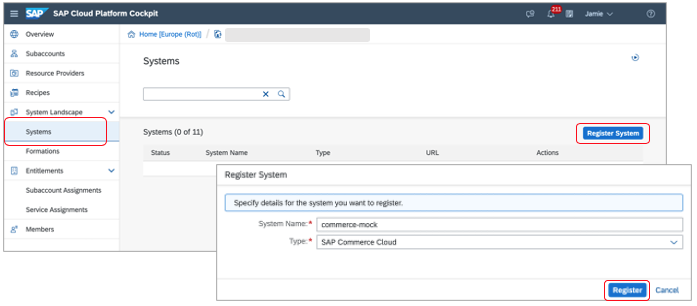 SAP SAP Cloud Platform Cockpit 211 Jamie
Overview
Subaccounts
Resource Providers
Recipes
System Landscape
Systems
Formations
Entitlements
Subaccount Assignments
Service Assignments
Members
Home [Europe (Rot)] /
Systems
Systems (0 of 11) Register System
Status System Name Type URL Actions
Register System
Specify details for the system you want to register.
System Name: * commerce-mock
Type: * SAP Commerce Cloud
Register Cancel